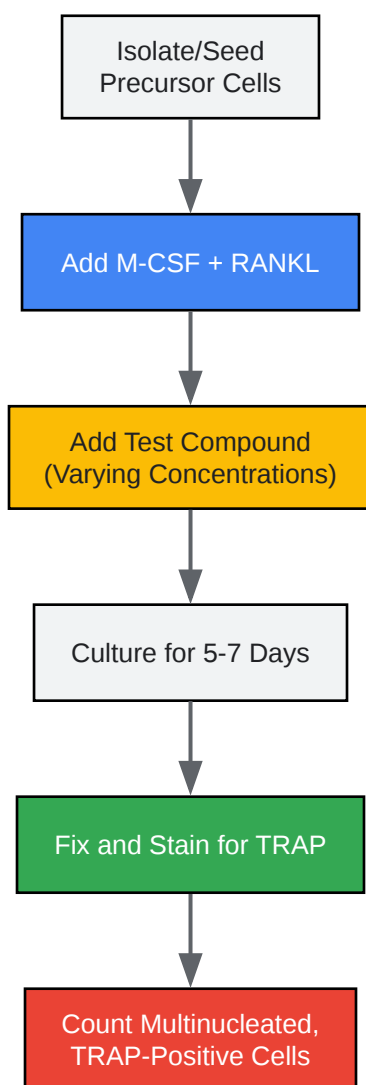 Isolate/Seed
Precursor Cells
Add M-CSF + RANKL
Add Test Compound
(Varying Concentrations)
Culture for 5-7 Days
Fix and Stain for TRAP
Count Multinucleated,
TRAP-Positive Cells